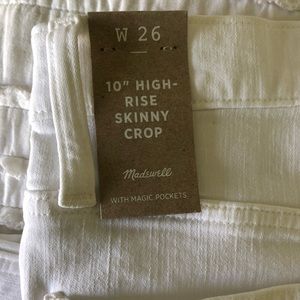 W 26
10" HIGH-
RISE
SKINNY
CROP
Madewell
WITH MAGIC POCKETS